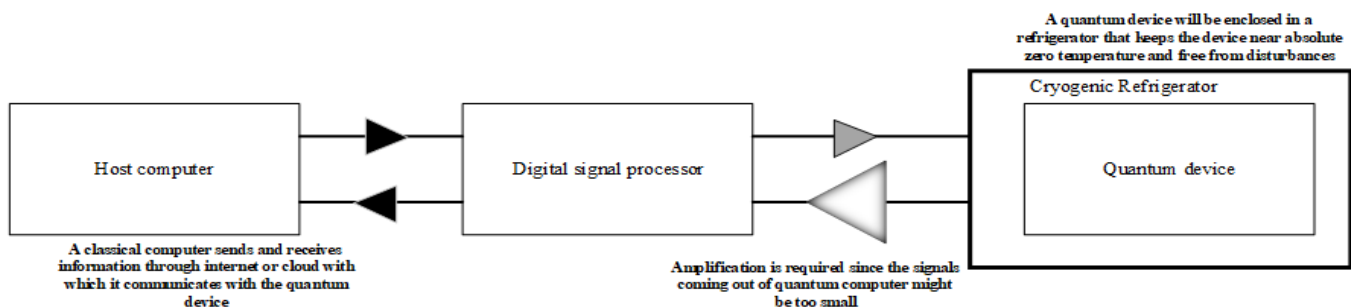 A quantum device will be enclosed in a
refrigerator that keeps the device near absolute
zero temperature and free from disturbances
Cryogenic Refrigerator
Host computer
Digital signal processor
Quantum device
A classical computer sends and receives
information through internet or cloud with
which it communicates with the quantum
device
Amplification is required since the signals
coming out of quantum computer might
be too small